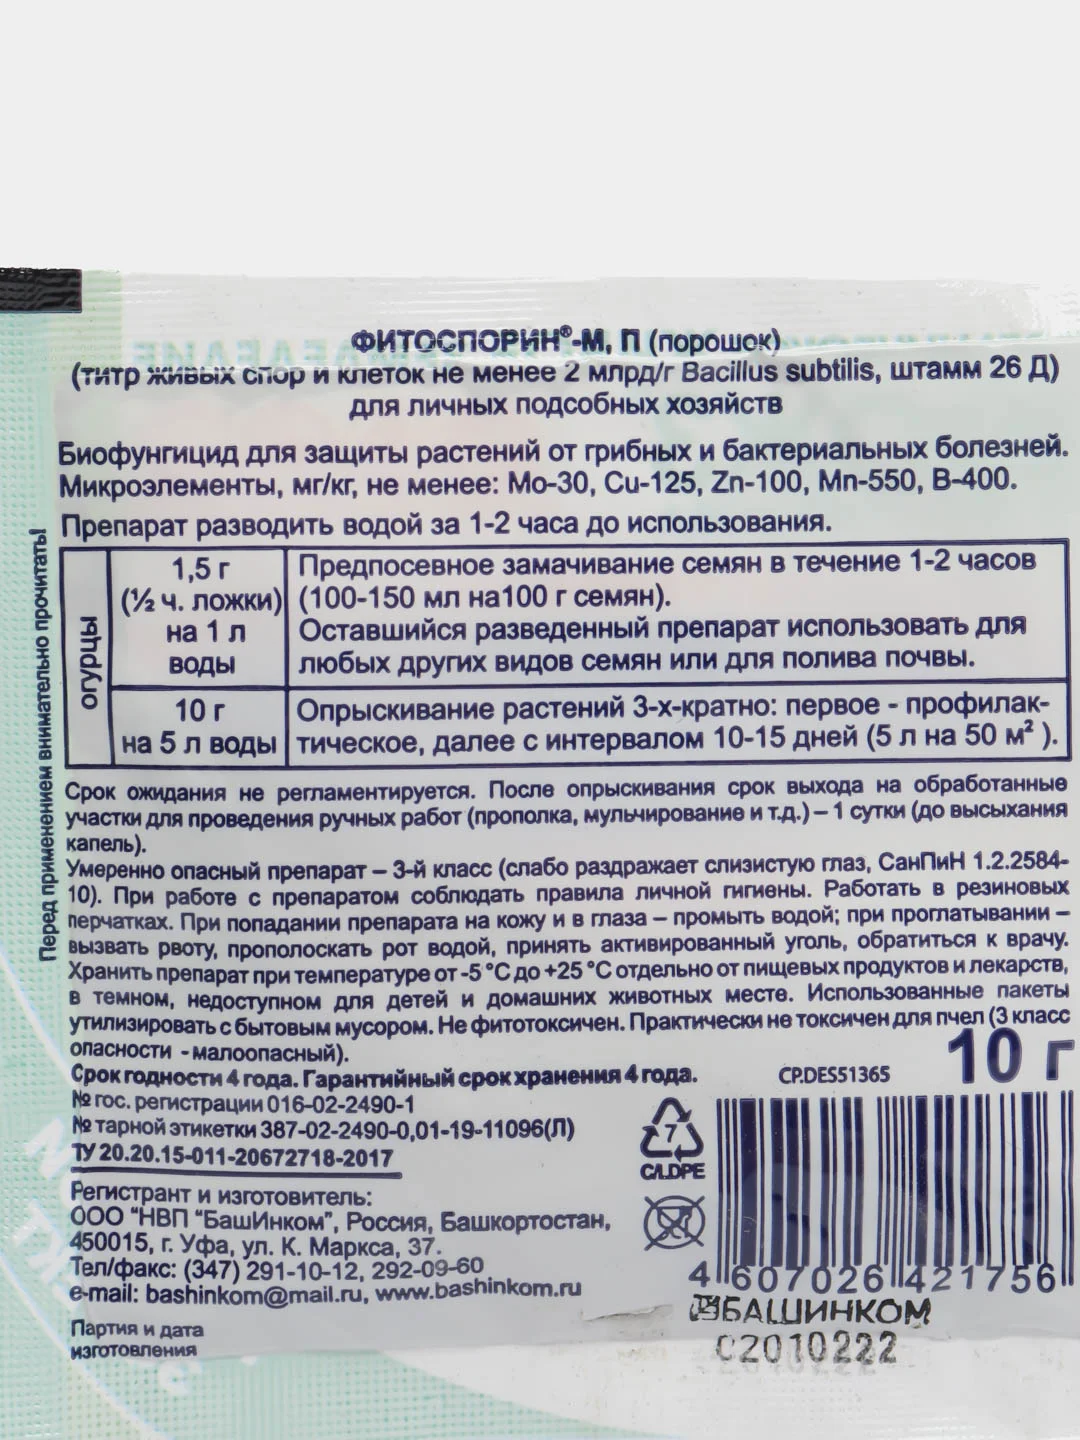 ФИТОСПОРИН®-М, П (порошок)
(титр живых спор и клеток не менее 2 млрд/г Bacillus subtilis, штамм 26 Д)
для личных подсобных хозяйств
Биофунгицид для защиты растений от грибных и бактериальных болезней.
Микроэлементы, мг/кг, не менее: Mo-30, Cu-125, Zn-100, Mn-550, B-400.
Препарат разводить водой за 1-2 часа до использования.
Перед применением внимательно прочитать!
огурцы
1,5 г
(½ ч. ложки)
на 1 л
воды
Предпосевное замачивание семян в течение 1-2 часов
(100-150 мл на100 г семян).
Оставшийся разведенный препарат использовать для
любых других видов семян или для полива почвы.
10 г
на 5 л воды
Опрыскивание растений 3-х-кратно: первое - профилак-
тическое, далее с интервалом 10-15 дней (5 л на 50 м² ).
Срок ожидания не регламентируется. После опрыскивания срок выхода на обработанные
участки для проведения ручных работ (прополка, мульчирование и т.д.) – 1 сутки (до высыхания
капель).
Умеренно опасный препарат – 3-й класс (слабо раздражает слизистую глаз, СанПиН 1.2.2584-
10). При работе с препаратом соблюдать правила личной гигиены. Работать в резиновых
перчатках. При попадании препарата на кожу и в глаза – промыть водой; при проглатывании –
вызвать рвоту, прополоскать рот водой, принять активированный уголь, обратиться к врачу.
Хранить препарат при температуре от -5 °С до +25 °С отдельно от пищевых продуктов и лекарств,
в темном, недоступном для детей и домашних животных месте. Использованные пакеты
утилизировать с бытовым мусором. Не фитотоксичен. Практически не токсичен для пчел (3 класс
опасности - малоопасный).
Срок годности 4 года. Гарантийный срок хранения 4 года.
CP.DES51365
10 г
№ гос. регистрации 016-02-2490-1
№ тарной этикетки 387-02-2490-0,01-19-11096(Л)
ТУ 20.20.15-011-20672718-2017
7
C/LDPE
Регистрант и изготовитель:
ООО "НВП "БашИнком", Россия, Башкортостан,
450015, г. Уфа, ул. К. Маркса, 37.
Тел/факс: (347) 291-10-12, 292-09-60
e-mail: bashinkom@mail.ru, www.bashinkom.ru
4 607026 421756
Партия и дата
изготовления
БАШИНКОМ
С2010222